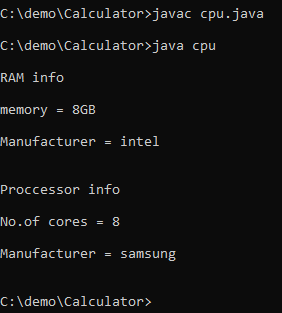 C:\demo\Calculator>javac cpu.java
C:\demo\Calculator>java cpu
RAM info
memory = 8GB
Manufacturer = intel
Proccessor info
No.of cores = 8
Manufacturer = samsung
C:\demo\Calculator>